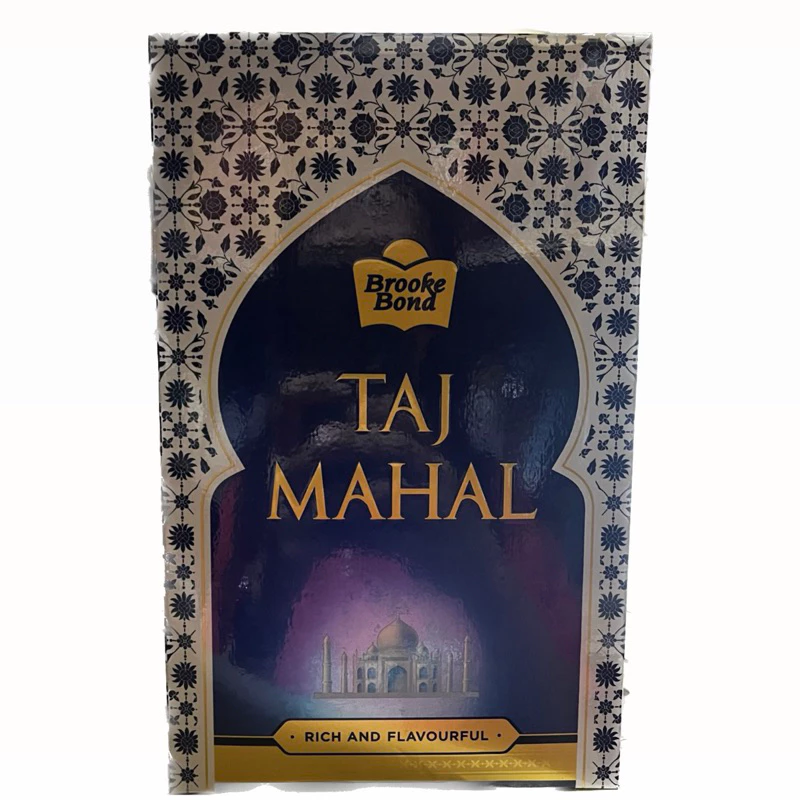 Brooke
Bond
TAJ
MAHAL
· RICH AND FLAVOURFUL ·